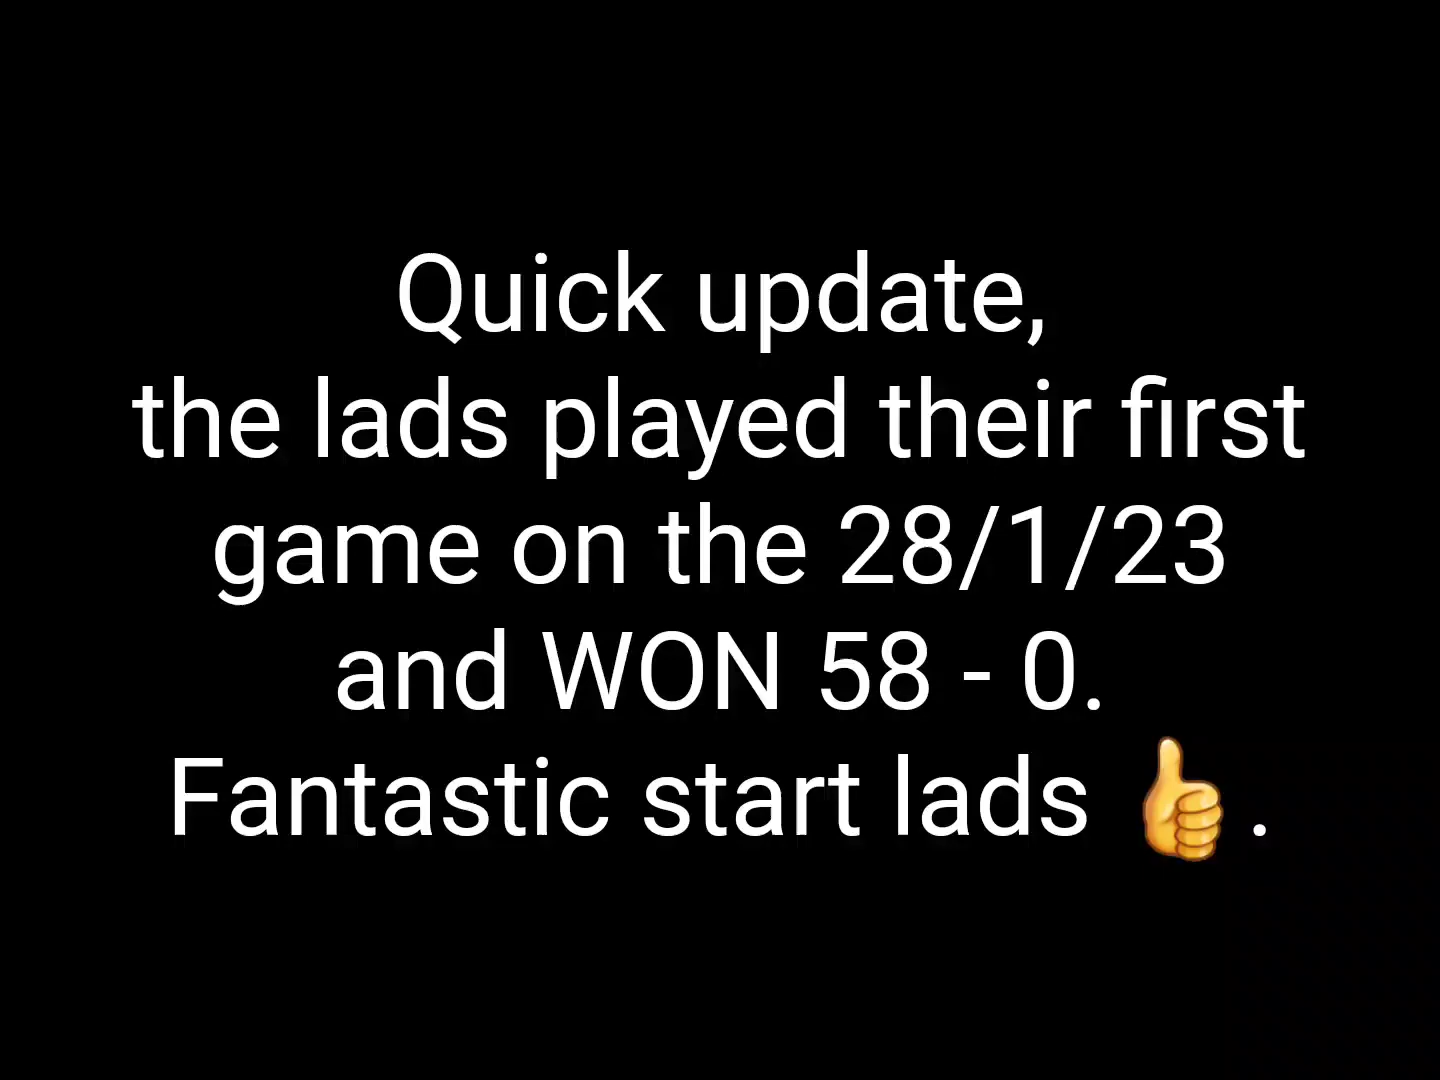 Quick update,
the lads played their first
game on the 28/1/23
and WON 58 - 0.
Fantastic start lads 👍.